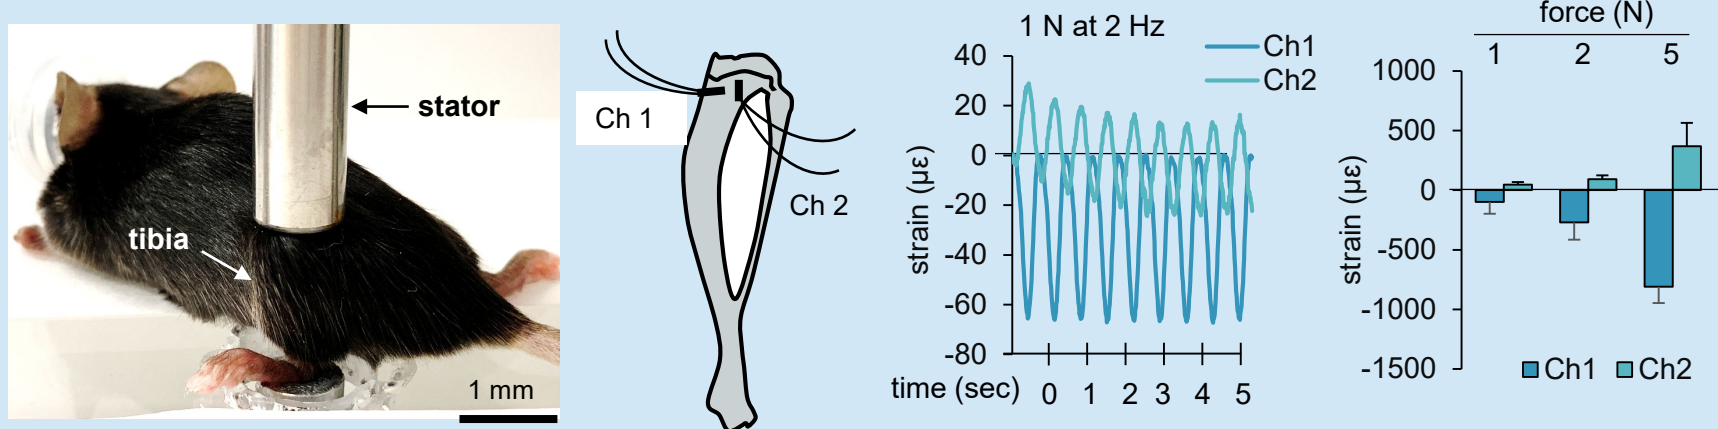 stator
tibia
1 mm
Ch 1
Ch 2
1 N at 2 Hz
Ch1
Ch2
strain (με)
40
20
0
-20
-40
-60
-80
time (sec) 0 1 2 3 4 5
force (N)
1 2 5
strain (με)
1000
500
0
-500
-1000
-1500
Ch1 Ch2